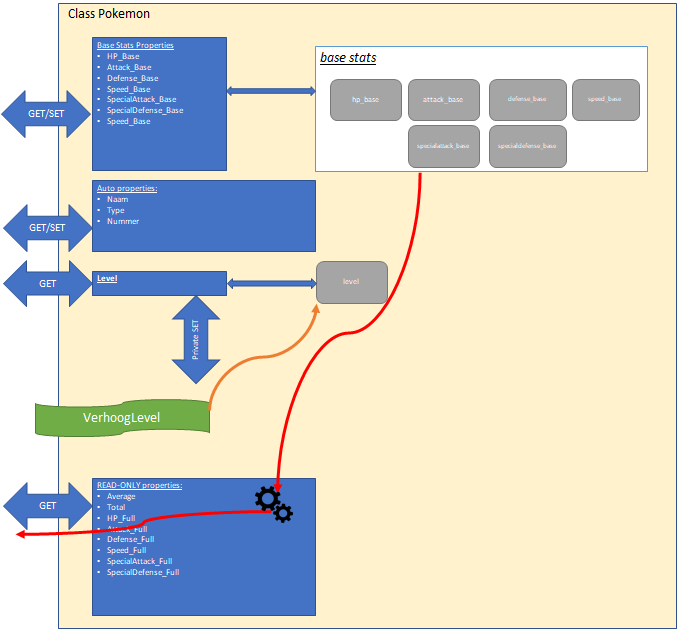 Class Pokemon
Base Stats Properties
• HP_Base
• Attack_Base
• Defense_Base
• Speed_Base
• SpecialAttack_Base
• SpecialDefense_Base
• Speed_Base
GET/SET
base stats
hp_base
attack_base
defense_base
speed_base
specialattack_base
specialdefense_base
Auto properties:
• Naam
• Type
• Nummer
GET/SET
Level
GET
level
Private SET
VerhoogLevel
READ-ONLY properties:
• Average
• Total
• HP_Full
• Attack_Full
• Defense_Full
• Speed_Full
• SpecialAttack_Full
• SpecialDefense_Full
GET